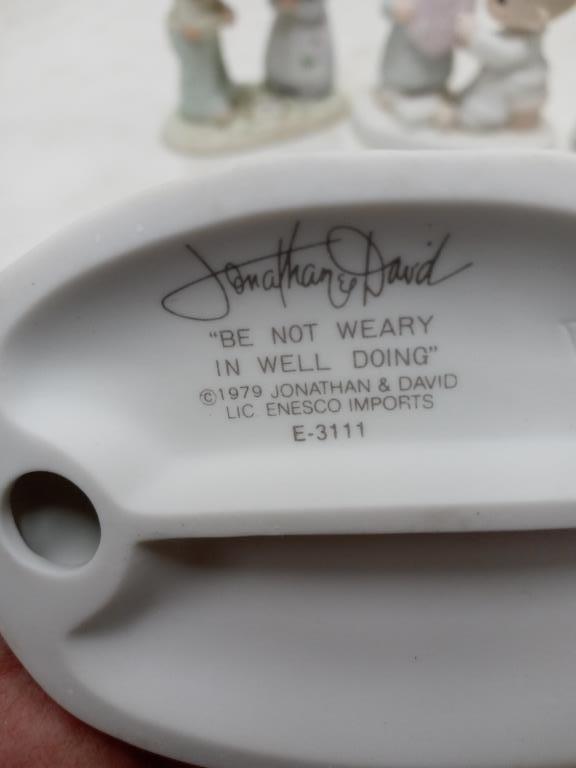 Jonathan & David
"BE NOT WEARY
IN WELL DOING"
©1979 JONATHAN & DAVID
LIC ENESCO IMPORTS
E-3111